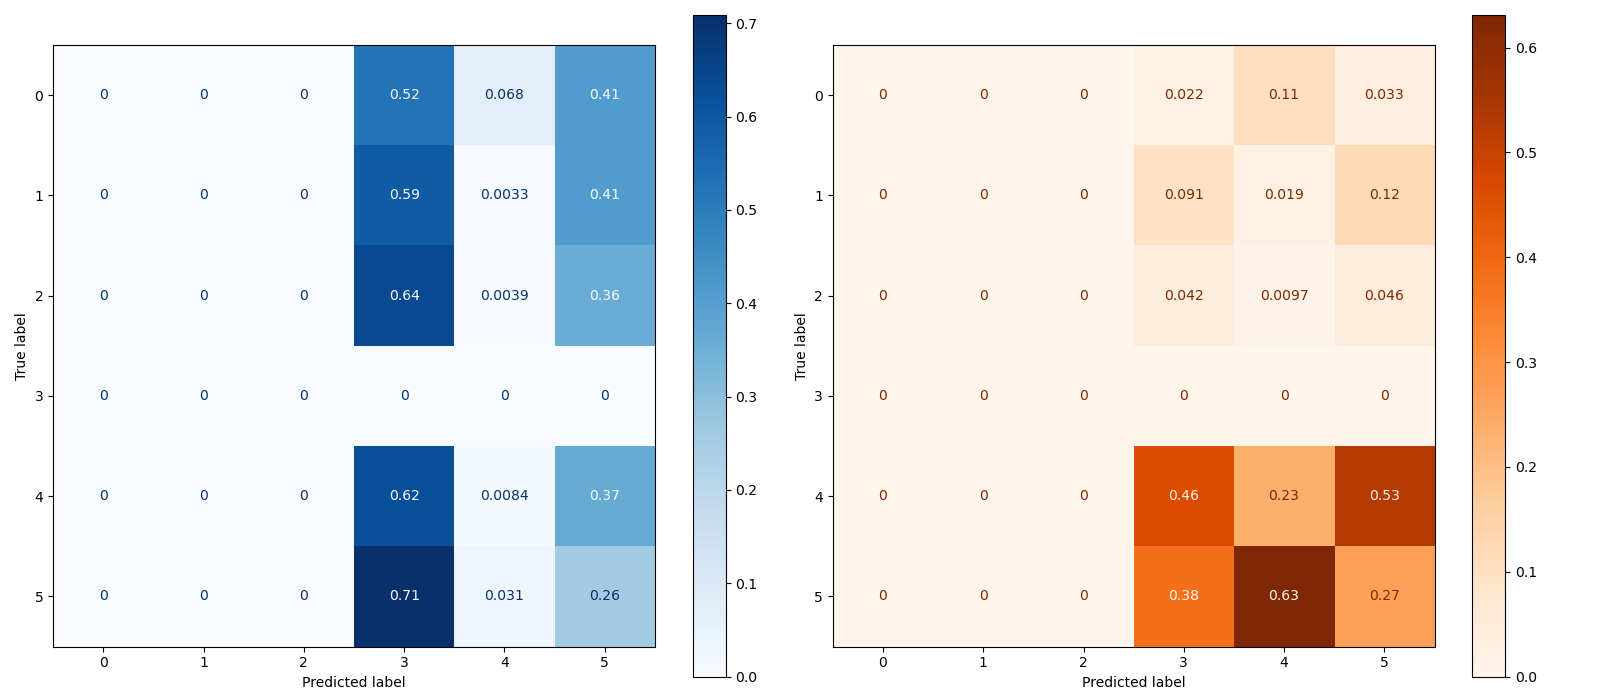 0 0 0 0 0.52 0.068 0.41
1 0 0 0 0.59 0.0033 0.41
2 0 0 0 0.64 0.0039 0.36
3 0 0 0 0 0 0
4 0 0 0 0.62 0.0084 0.37
5 0 0 0 0.71 0.031 0.26
0 1 2 3 4 5
True label
Predicted label
0.7
0.6
0.5
0.4
0.3
0.2
0.1
0.0
0 0 0 0 0.022 0.11 0.033
1 0 0 0 0.091 0.019 0.12
2 0 0 0 0.042 0.0097 0.046
3 0 0 0 0 0 0
4 0 0 0 0.46 0.23 0.53
5 0 0 0 0.38 0.63 0.27
0 1 2 3 4 5
True label
Predicted label
0.6
0.5
0.4
0.3
0.2
0.1
0.0